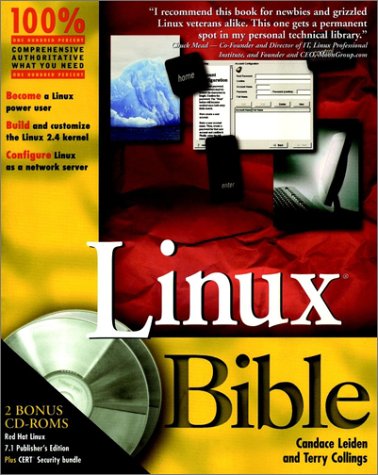 100%
ONE HUNDRED PERCENT
COMPREHENSIVE
AUTHORITATIVE
WHAT YOU NEED
ONE HUNDRED PERCENT
"I recommend this book for newbies and grizzled
Linux veterans alike. This one gets a permanent
spot in my personal technical library."
Chuck Mead — Co-Founder and Director of IT, Linux Professional
Institute, and Founder and CEO, MoonGroup.com
Become a Linux
power user
Build and customize
the Linux 2.4 kernel
Configure Linux
as a network server
home
enter
Linux®
Bible
2 BONUS
CD-ROMS
Red Hat Linux
7.1 Publisher's Edition
Plus CERT Security bundle
Candace Leiden
and Terry Collings